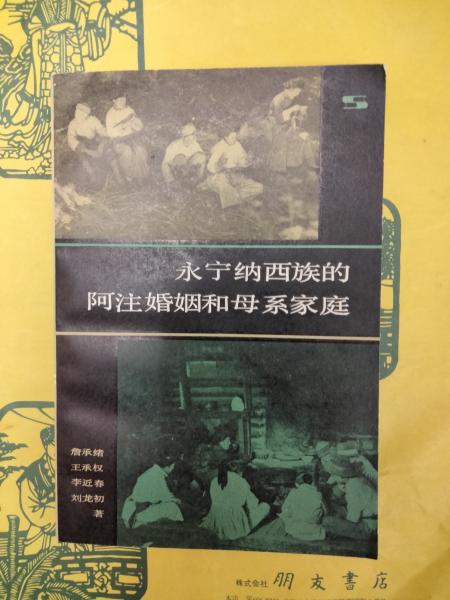 永宁纳西族的
阿注婚姻和母系家庭
詹承绪
王承权
李近春
刘龙初
著
株式会社 朋友書店